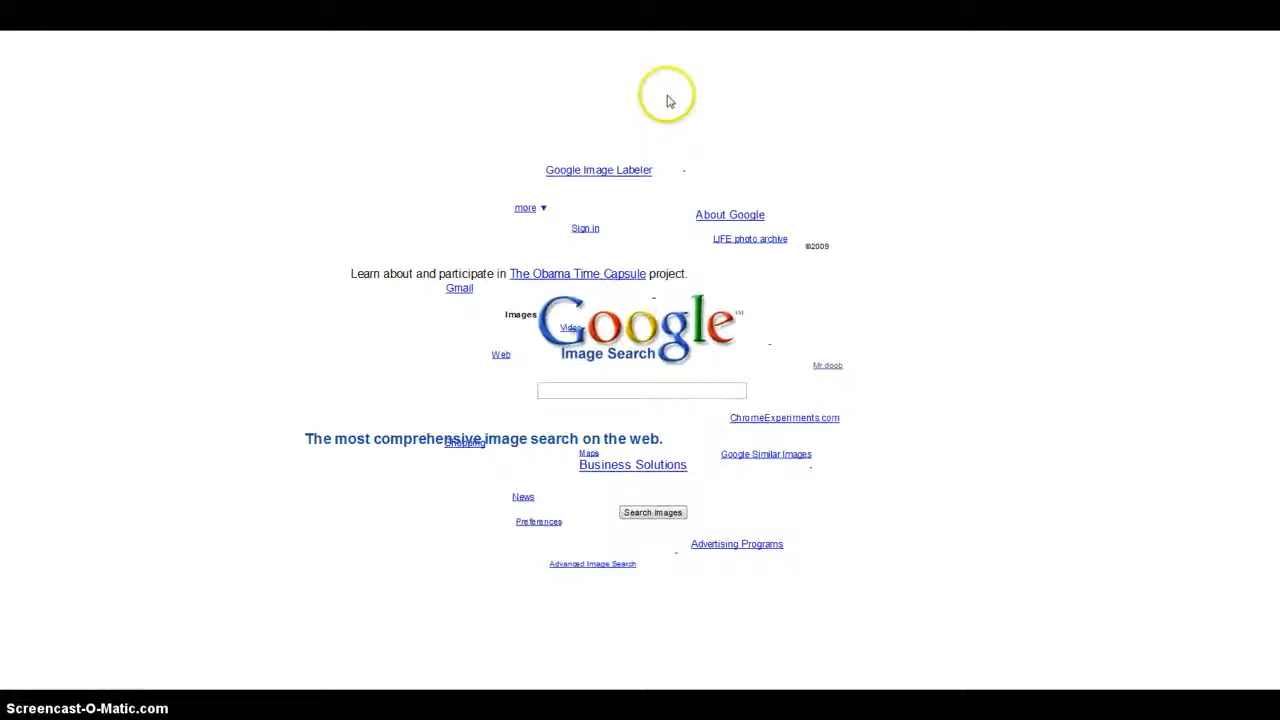 Google Image Labeler -
more ▼
About Google
Sign in
LIFE photo archive
©2009
Learn about and participate in The Obama Time Capsule project.
Gmail
-
Images
Google™
Video
Image Search
-
Web
Mr.doob
ChromeExperiments.com
The most comprehensive image search on the web.
Shopping
Maps
Google Similar Images
Business Solutions
-
News
Search Images
Preferences
Advertising Programs
-
Advanced Image Search
Screencast-O-Matic.com